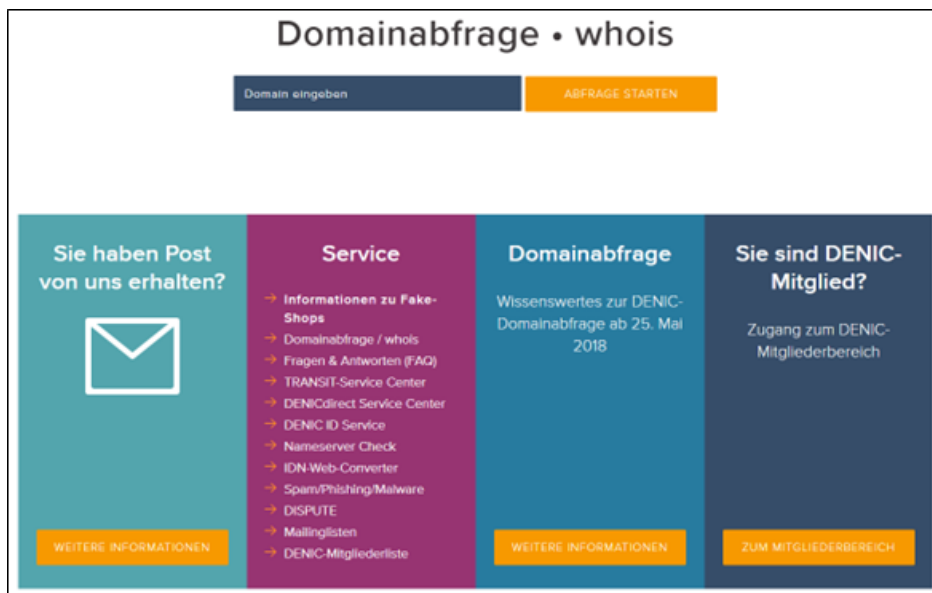 Domainabfrage • whois
Domain eingeben
ABFRAGE STARTEN
Sie haben Post
von uns erhalten?
WEITERE INFORMATIONEN
Service
→ Informationen zu Fake-
Shops
→ Domainabfrage / whois
→ Fragen & Antworten (FAQ)
→ TRANSIT-Service Center
→ DENICdirect Service Center
→ DENIC ID Service
→ Nameserver Check
→ IDN-Web-Converter
→ Spam/Phishing/Malware
→ DISPUTE
→ Mailinglisten
→ DENIC-Mitgliederliste
Domainabfrage
Wissenswertes zur DENIC-
Domainabfrage ab 25. Mai
2018
WEITERE INFORMATIONEN
Sie sind DENIC-
Mitglied?
Zugang zum DENIC-
Mitgliederbereich
ZUM MITGLIEDERBEREICH